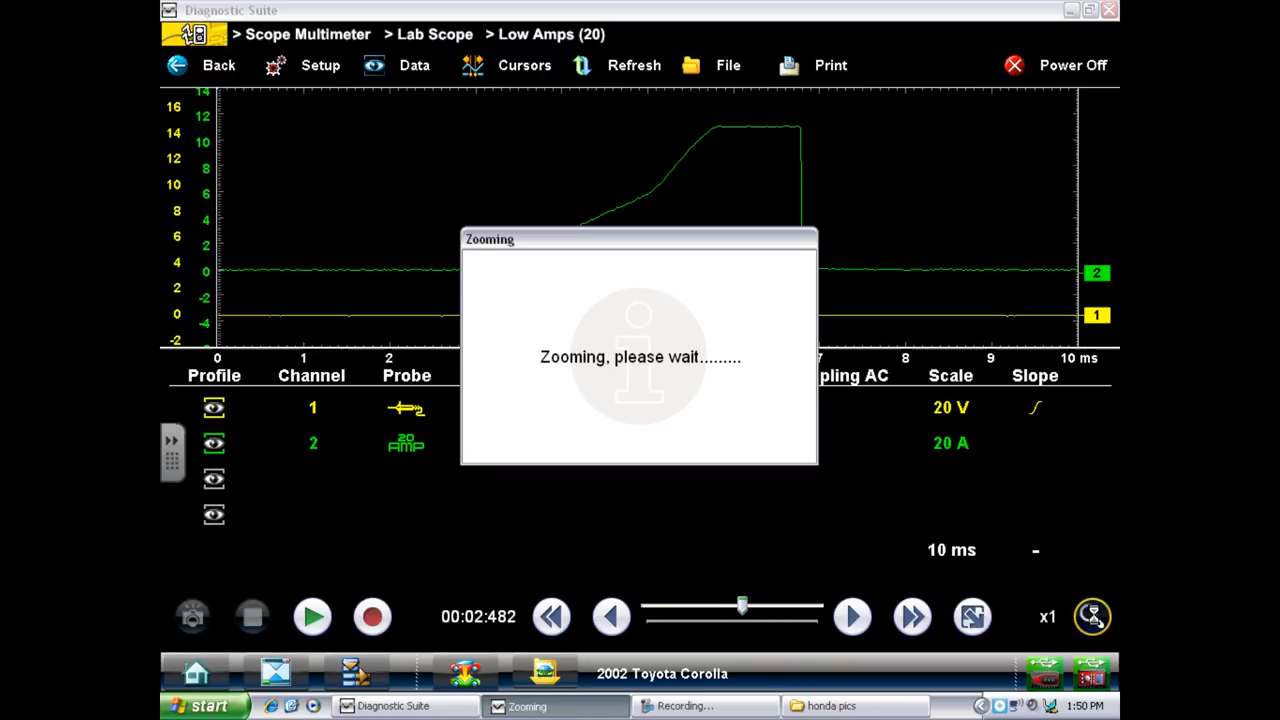 Diagnostic Suite
> Scope Multimeter > Lab Scope > Low Amps (20)
Back Setup Data Cursors Refresh File Print Power Off
14
16 12
14 10
12 8
10 6
8 4
6 2
4 0
2 -2
0 -4
-2
2
1
Zooming
Zooming, please wait.........
0 1 2 7 8 9 10 ms
Profile Channel Probe pling AC Scale Slope
1 20 V
2 20 AMP 20 A
10 ms -
00:02:482 x1
2002 Toyota Corolla
start Diagnostic Suite Zooming Recording... honda pics 1:50 PM